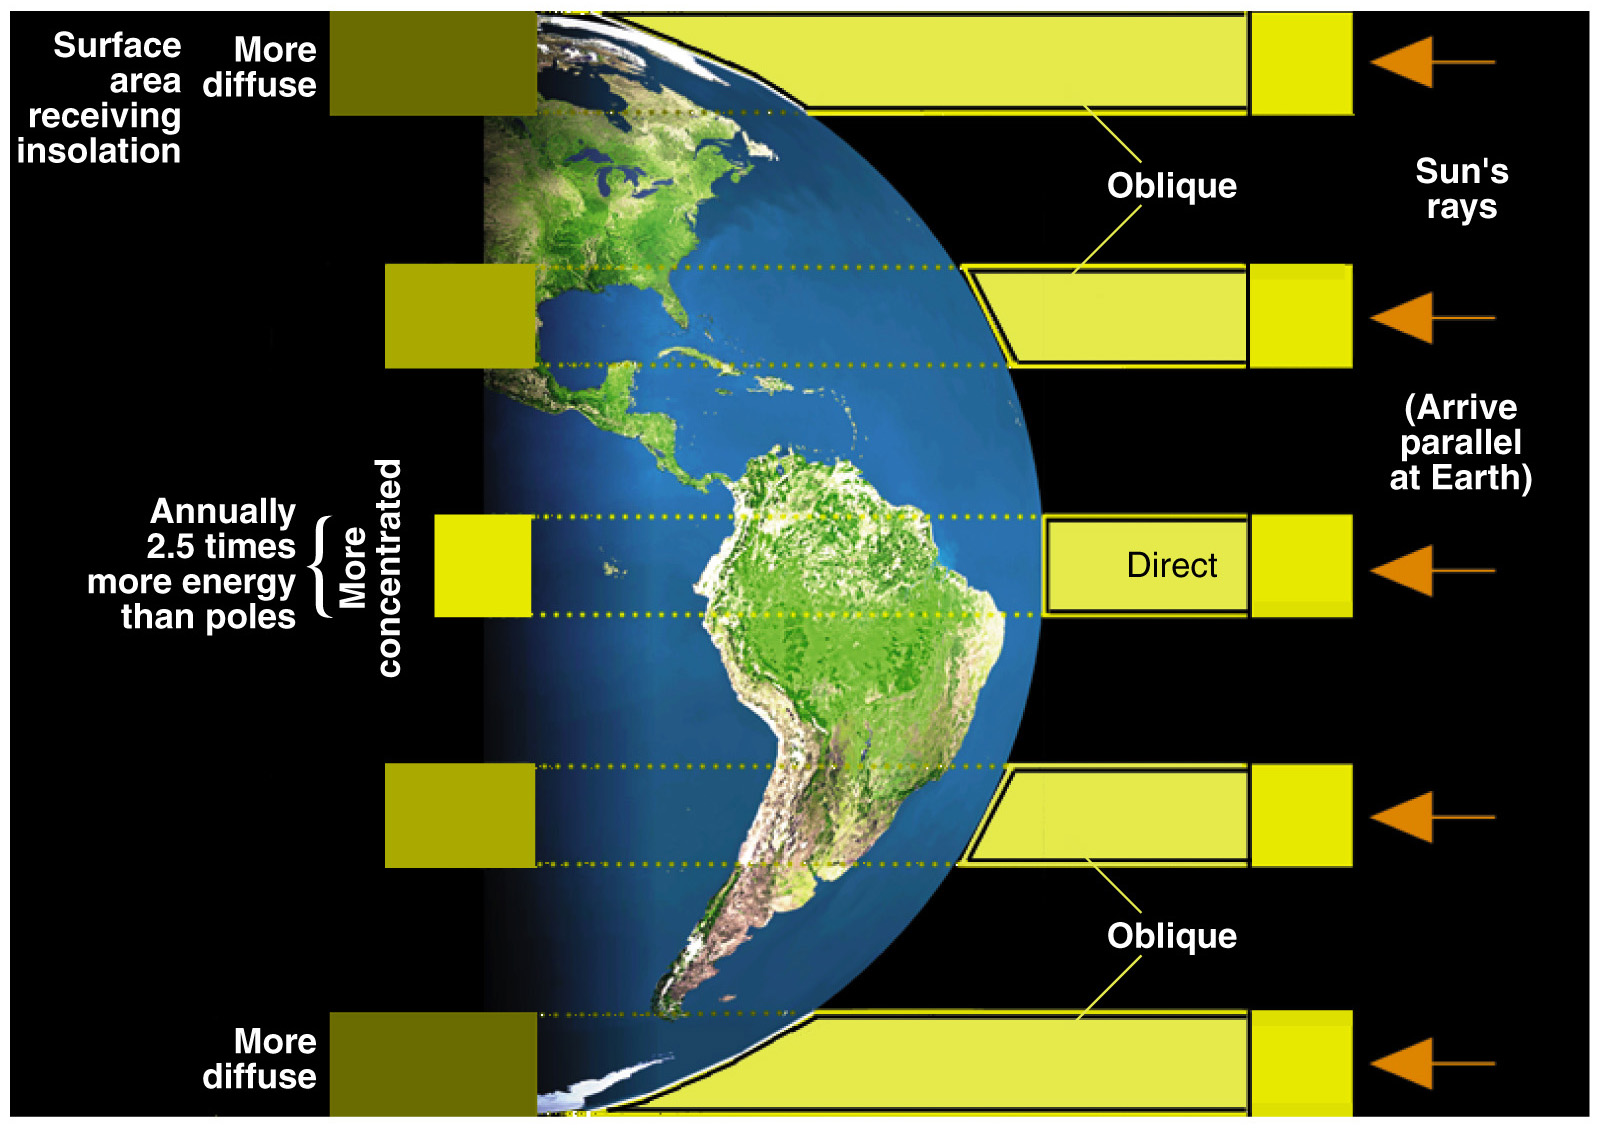 Surface
area
receiving
insolation
More
diffuse
Oblique
Sun's
rays
(Arrive
parallel
at Earth)
Annually
2.5 times
more energy
than poles
More
concentrated
Direct
Oblique
More
diffuse